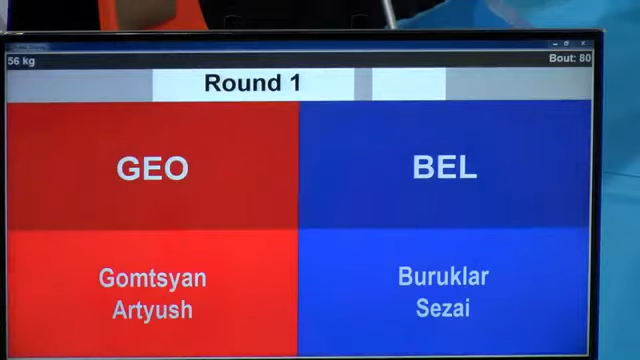 56 kg
Bout: 80
Round 1
GEO
BEL
Gomtsyan
Artyush
Buruklar
Sezai